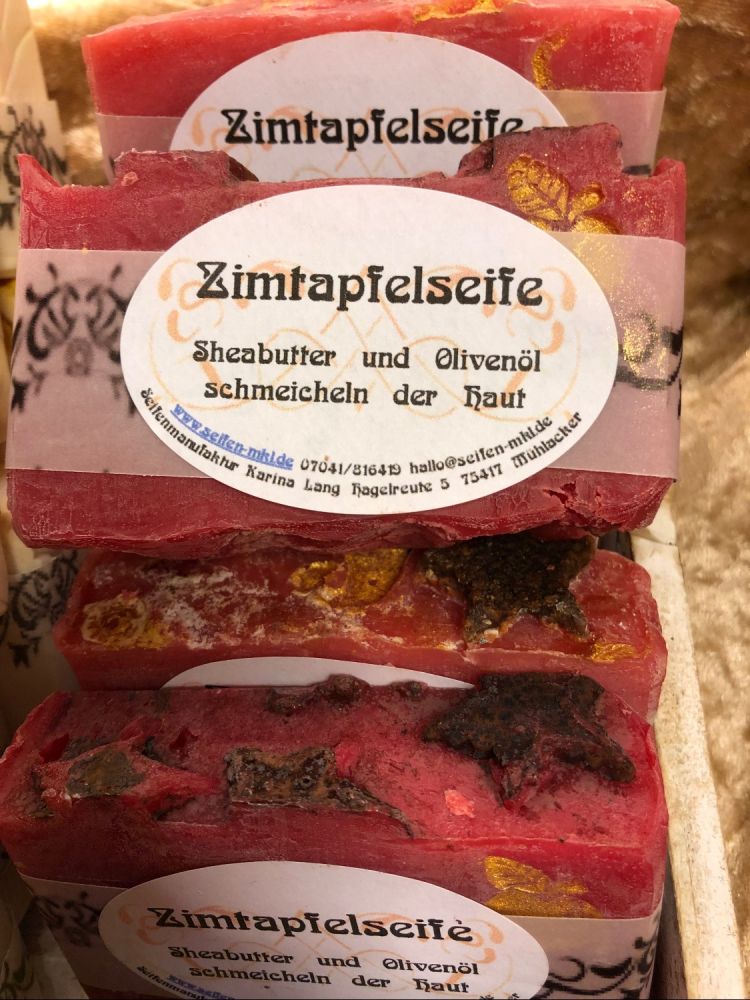 Zimtapfelseife
Zimtapfelseife
Sheabutter und Olivenöl
schmeicheln der Haut
www.seifen-mkl.de 07041/816419 hallo@seifen-mkl.de
Seifenmanufaktur Karina Lang Hagelreute 5 75417 Mühlacker
Zimtapfelseife
Sheabutter und Olivenöl
schmeicheln der Haut